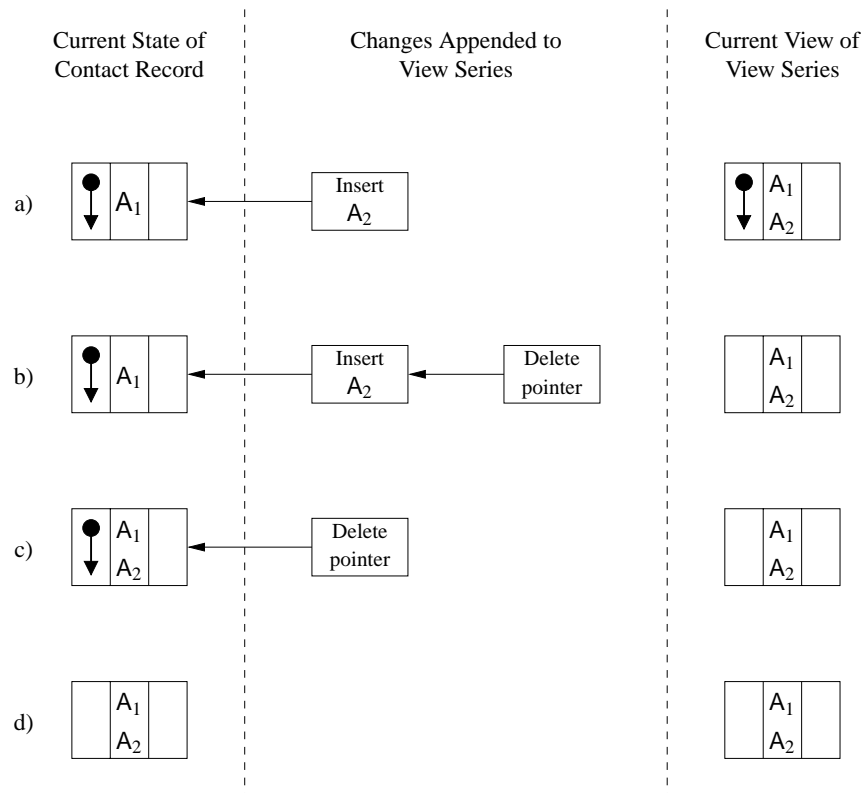 Current State of
Contact Record
Changes Appended to
View Series
Current View of
View Series
a)
A1
Insert
A2
A1
A2
b)
A1
Insert
A2
Delete
pointer
A1
A2
c)
A1
A2
Delete
pointer
A1
A2
d)
A1
A2
A1
A2